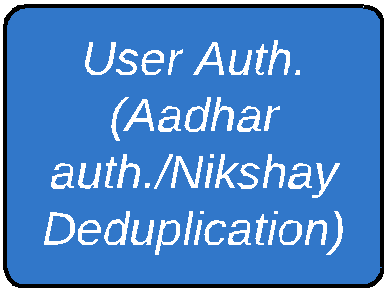 User Auth.
(Aadhar
auth./Nikshay
Deduplication)